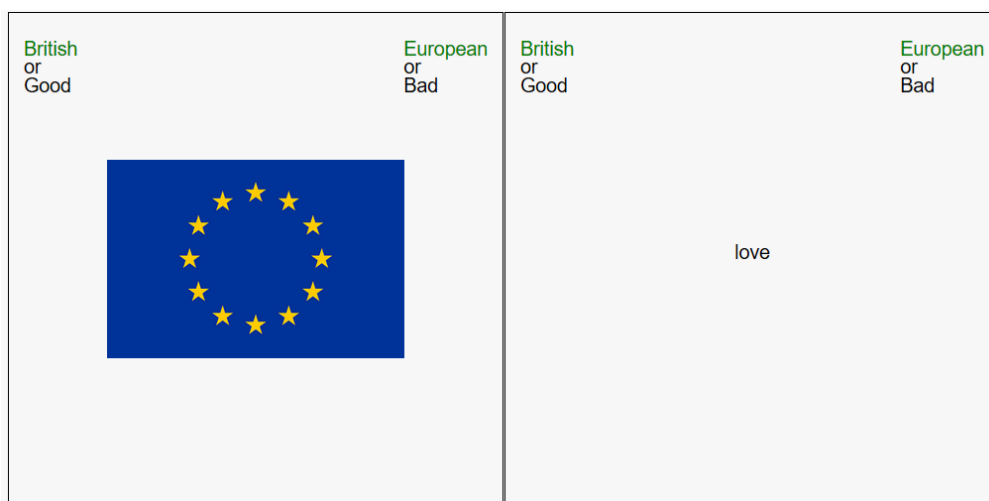 British
or
Good
European
or
Bad
British
or
Good
European
or
Bad
love